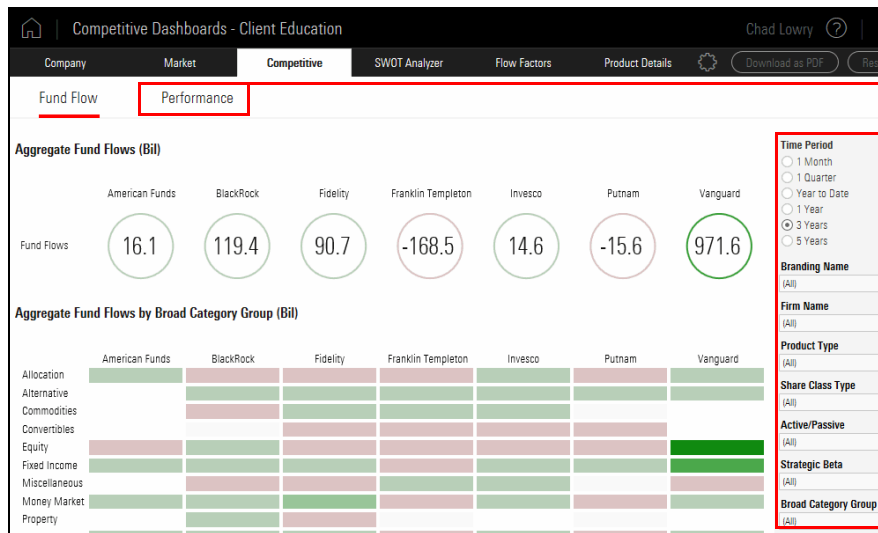 Competitive Dashboards - Client Education
Chad Lowry ?
Company Market Competitive SWOT Analyzer Flow Factors Product Details Download as PDF Res
Fund Flow Performance
Aggregate Fund Flows (Bil)
American Funds BlackRock Fidelity Franklin Templeton Invesco Putnam Vanguard
Fund Flows 16.1 119.4 90.7 -168.5 14.6 -15.6 971.6
Aggregate Fund Flows by Broad Category Group (Bil)
American Funds BlackRock Fidelity Franklin Templeton Invesco Putnam Vanguard
Allocation
Alternative
Commodities
Convertibles
Equity
Fixed Income
Miscellaneous
Money Market
Property
Time Period
1 Month
1 Quarter
Year to Date
1 Year
3 Years
5 Years
Branding Name
(All)
Firm Name
(All)
Product Type
(All)
Share Class Type
(All)
Active/Passive
(All)
Strategic Beta
(All)
Broad Category Group
(All)